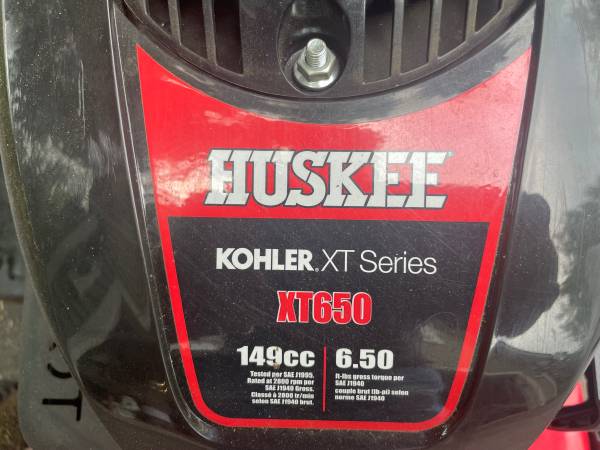 HUSKEE
KOHLER. XT Series
XT650
149cc
Tested per SAE J1995.
Rated at 2800 rpm per
SAE J1940 Gross.
Classé à 2800 tr/min
selon SAE J1940 brut.
6.50
ft-lbs gross torque per
SAE J1940
couple brut (lb-pi) selon
norme SAE J1940